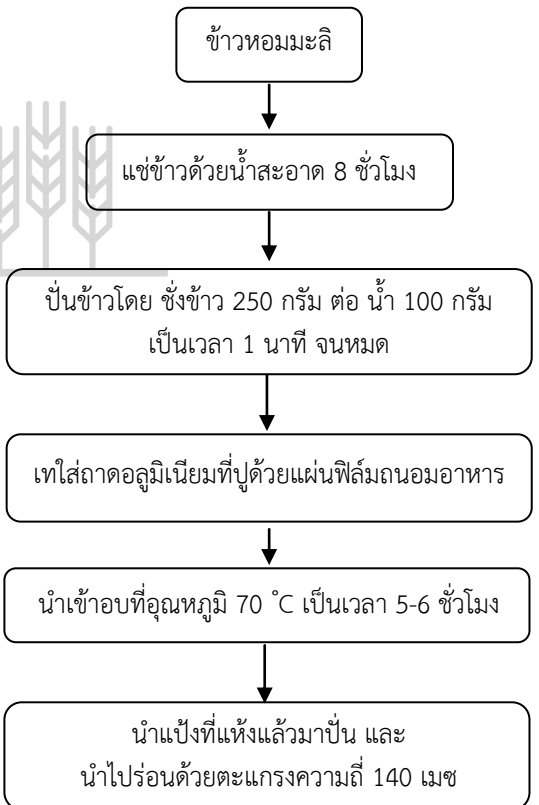 ข้าวหอมมะลิ
แช่ข้าวด้วยน้ำสะอาด 8 ชั่วโมง
ปั่นข้าวโดย ชั่งข้าว 250 กรัม ต่อ น้ำ 100 กรัม
เป็นเวลา 1 นาที จนหมด
เทใส่ถาดอลูมิเนียมที่ปูด้วยแผ่นฟิล์มถนอมอาหาร
นำเข้าอบที่อุณหภูมิ 70 ˚C เป็นเวลา 5-6 ชั่วโมง
นำแป้งที่แห้งแล้วมาปั่น และ
นำไปร่อนด้วยตะแกรงความถี่ 140 เมซ